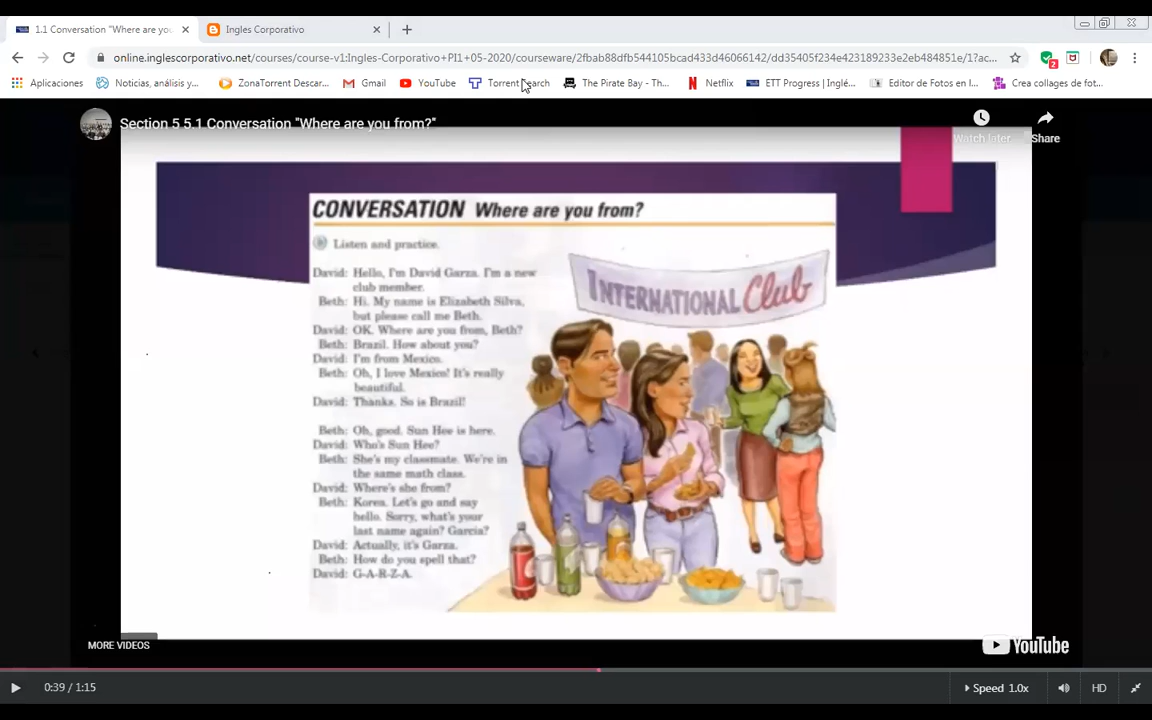 1.1 Conversation "Where are you
Ingles Corporativo
online.inglescorporativo.net/courses/course-v1:Ingles-Corporativo+PI1+05-2020/courseware/2fbab88dfb544105bcad433d46066142/dd35405f234e423189233e2eb484851e/1?ac...
Aplicaciones
Noticias, análisis y...
ZonaTorrent Descar...
Gmail
YouTube
Torrent Search
The Pirate Bay - Th...
Netflix
ETT Progress | Inglé...
Editor de Fotos en l...
Crea collages de fot...
Section 5 5.1 Conversation "Where are you from?"
Watch later
Share
CONVERSATION Where are you from?
Listen and practice.
David: Hello, I'm David Garza. I'm a new
club member.
Beth: Hi. My name is Elizabeth Silva,
but please call me Beth.
David: OK. Where are you from, Beth?
Beth: Brazil. How about you?
David: I'm from Mexico.
Beth: Oh, I love Mexico! It's really
beautiful.
David: Thanks. So is Brazil!
Beth: Oh, good. Sun Hee is here.
David: Who's Sun Hee?
Beth: She's my classmate. We're in
the same math class.
David: Where's she from?
Beth: Korea. Let's go and say
hello. Sorry, what's your
last name again? Garcia?
David: Actually, it's Garza.
Beth: How do you spell that?
David: G-A-R-Z-A.
INTERNATIONAL Club
MORE VIDEOS
YouTube
0:39 / 1:15
Speed 1.0x
HD
2